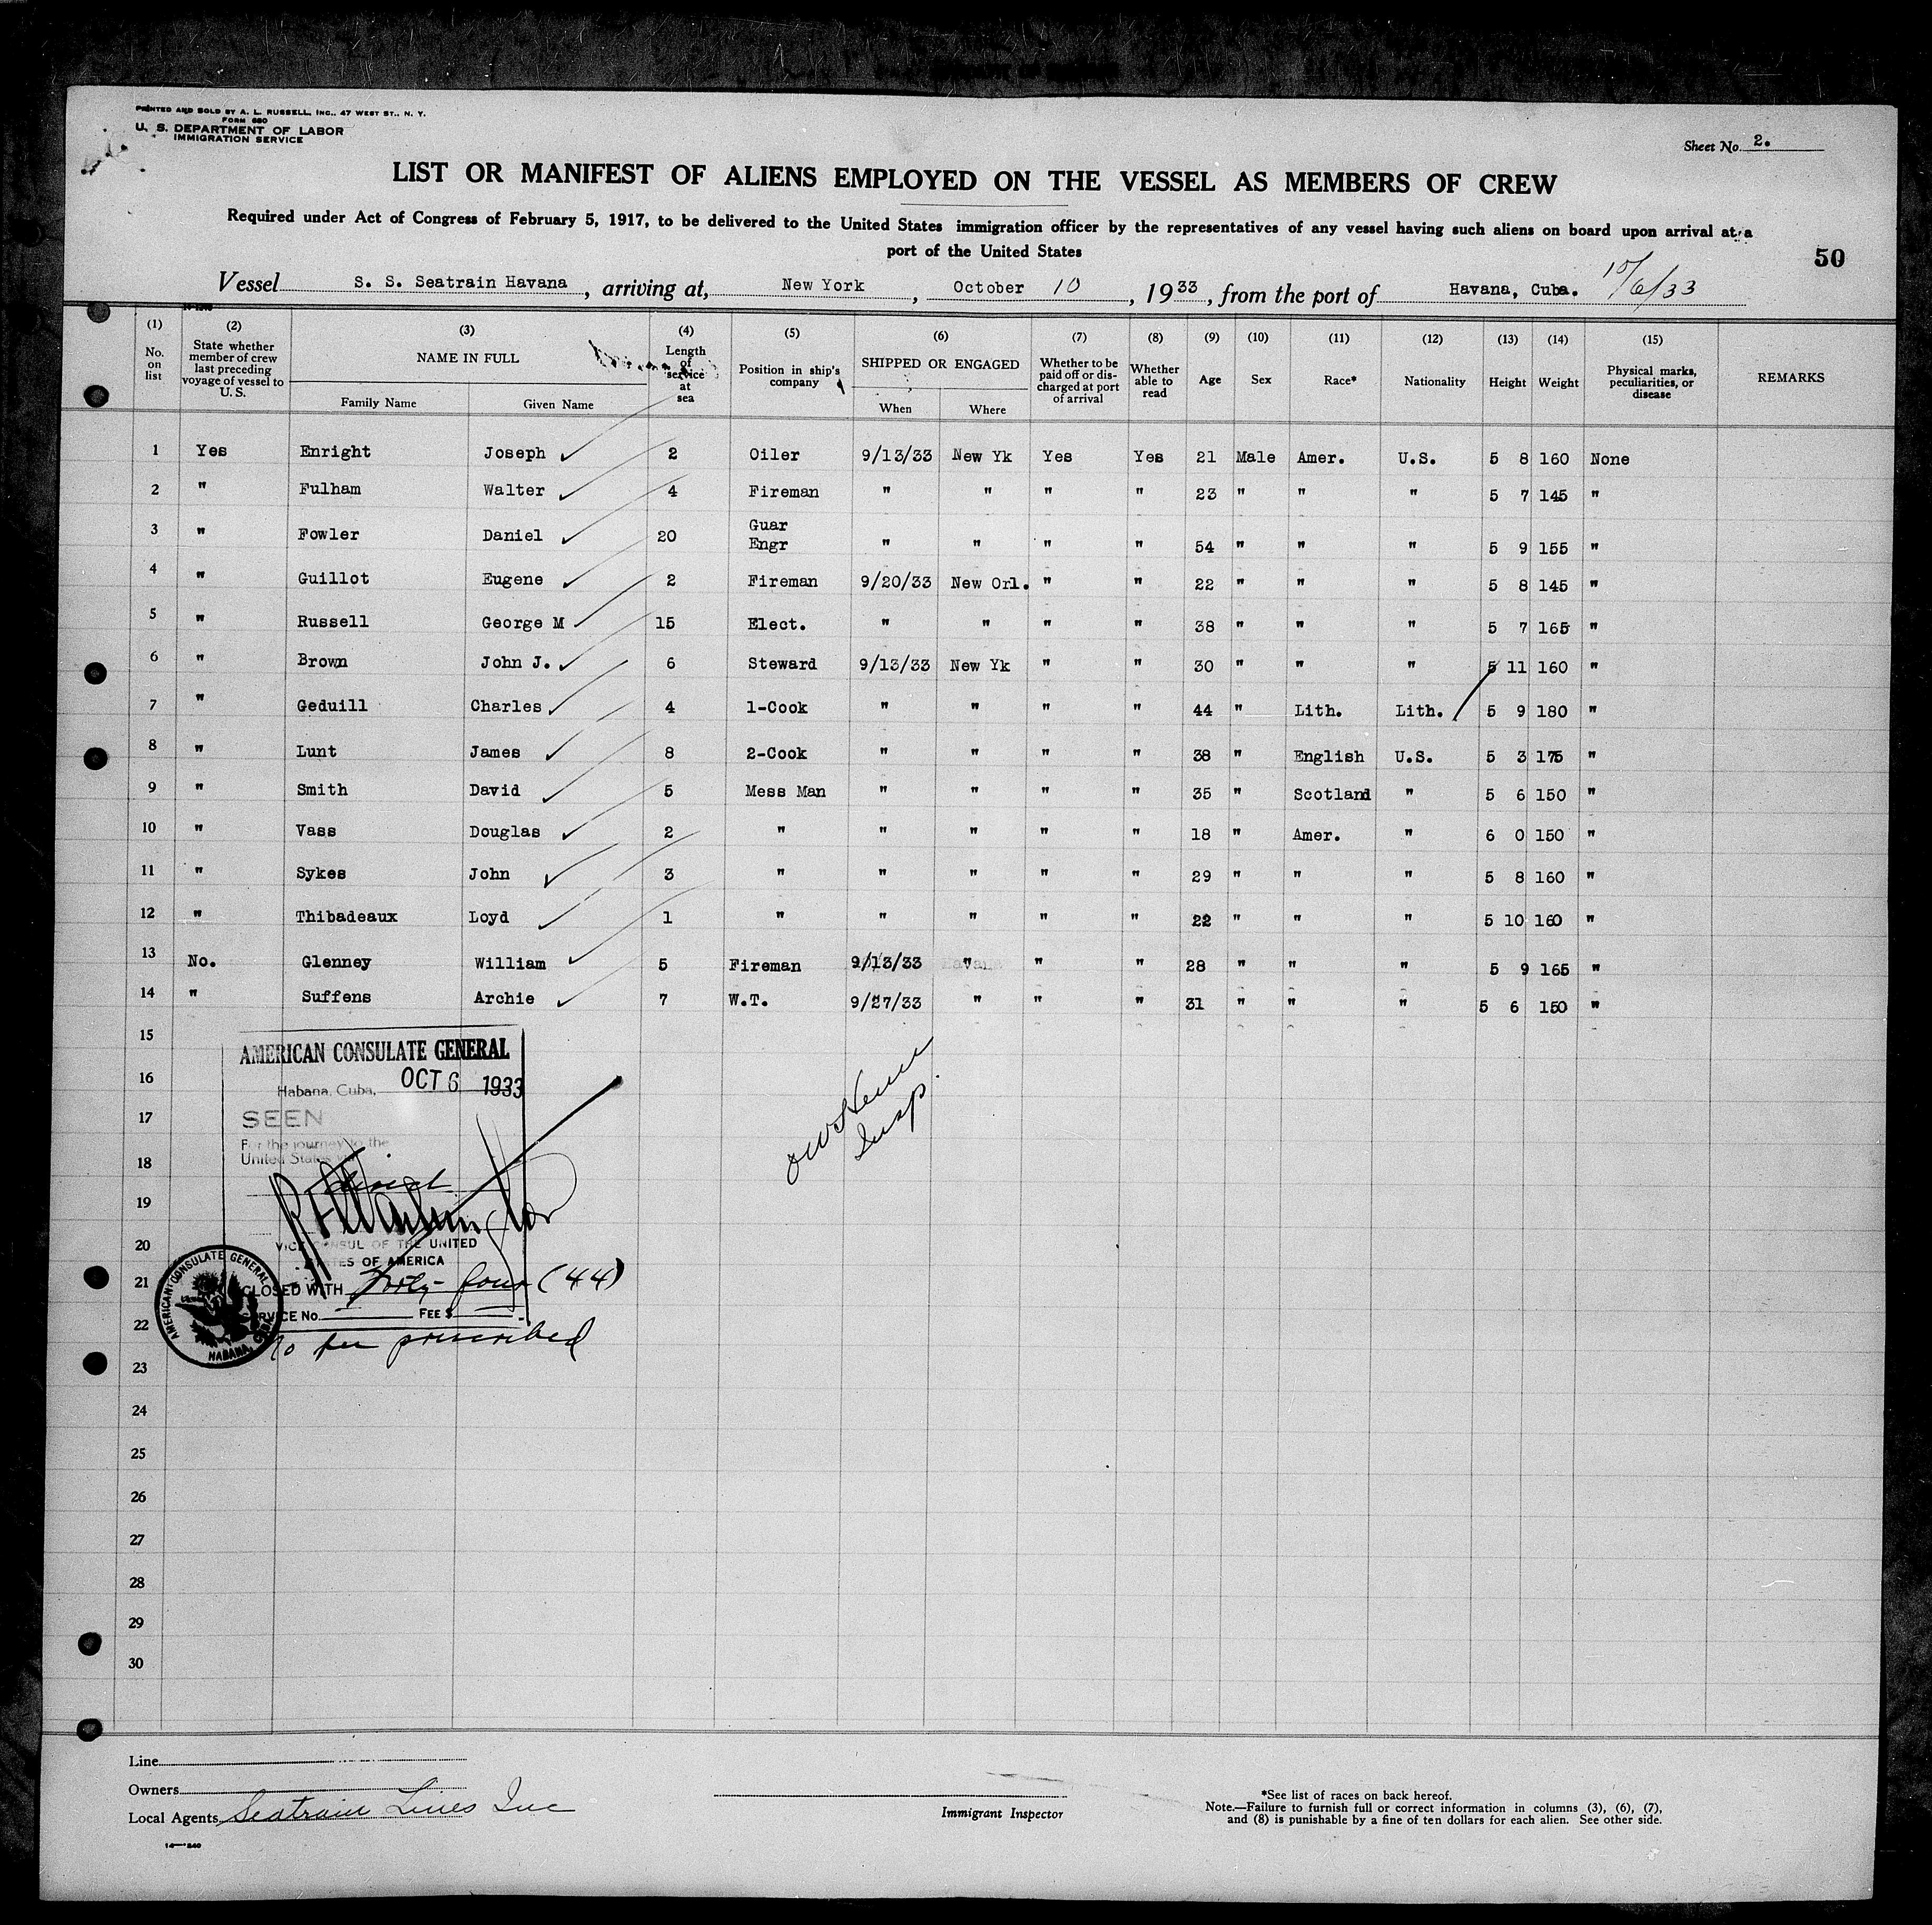 PRINTED AND SOLD BY A. L. RUSSELL, INC., 47 WEST ST., N. Y.
FORM 680
U. S. DEPARTMENT OF LABOR
IMMIGRATION SERVICE
Sheet No. 2.
LIST OR MANIFEST OF ALIENS EMPLOYED ON THE VESSEL AS MEMBERS OF CREW
Required under Act of Congress of February 5, 1917, to be delivered to the United States immigration officer by the representatives of any vessel having such aliens on board upon arrival at a
port of the United States
50
Vessel S. S. Seatrain Havana, arriving at, New York, October 10, 1933, from the port of Havana, Cuba. 10/6/33
(1) (2) (3) (4) (5) (6) (7) (8) (9) (10) (11) (12) (13) (14) (15)
No. on list State whether member of crew last preceding voyage of vessel to U. S. NAME IN FULL Length of service at sea Position in ship's company SHIPPED OR ENGAGED Whether to be paid off or discharged at port of arrival Whether able to read Age Sex Race* Nationality Height Weight Physical marks, peculiarities, or disease REMARKS
Family Name Given Name When Where
1 Yes Enright Joseph 2 Oiler 9/13/33 New Yk Yes Yes 21 Male Amer. U.S. 5 8 160 None
2 " Fulham Walter 4 Fireman " " " " 23 " " " 5 7 145 "
3 " Fowler Daniel 20 Guar Engr " " " " 54 " " " 5 9 155 "
4 " Guillot Eugene 2 Fireman 9/20/33 New Orl. " " 22 " " " 5 8 145 "
5 " Russell George M 15 Elect. " " " " 38 " " " 5 7 165 "
6 " Brown John J. 6 Steward 9/13/33 New Yk " " 30 " " " 5 11 160 "
7 " Geduill Charles 4 1-Cook " " " " 44 " Lith. Lith. 5 9 180 "
8 " Lunt James 8 2-Cook " " " " 38 " English U.S. 5 3 175 "
9 " Smith David 5 Mess Man " " " " 35 " Scotland " 5 6 150 "
10 " Vass Douglas 2 " " " " " 18 " Amer. " 6 0 150 "
11 " Sykes John 3 " " " " " 29 " " " 5 8 160 "
12 " Thibadeaux Loyd 1 " " " " " 22 " " " 5 10 160 "
13 No. Glenney William 5 Fireman 9/13/33 " " " 28 " " " 5 9 165 "
14 " Suffens Archie 7 W.T. 9/27/33 " " " 31 " " " 5 6 150 "
15
16
17
18
19
20
21
22
23
24
25
26
27
28
29
30
AMERICAN CONSULATE GENERAL
Habana, Cuba, OCT 6 1933
SEEN
For the journey to the
United States via
direct
VICE CONSUL OF THE UNITED
STATES OF AMERICA
CLOSED WITH forty-four (44)
SERVICE No. FEE $
No fee prescribed
AMERICAN CONSULATE GENERAL
HABANA, CUBA
Insp.
Line
Owners
Local Agents Seatrain Lines Inc
Immigrant Inspector
*See list of races on back hereof.
Note.—Failure to furnish full or correct information in columns (3), (6), (7),
and (8) is punishable by a fine of ten dollars for each alien. See other side.
14—240